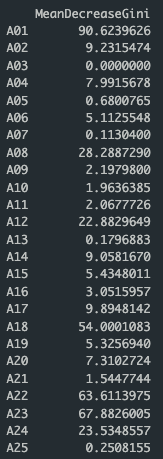 MeanDecreaseGini
A01 90.6239626
A02 9.2315474
A03 0.0000000
A04 7.9915678
A05 0.6800765
A06 5.1125548
A07 0.1130400
A08 28.2887290
A09 2.1979800
A10 1.9636385
A11 2.0677726
A12 22.8829649
A13 0.1796883
A14 9.0581670
A15 5.4348011
A16 3.0515957
A17 9.8948142
A18 54.0001083
A19 5.3256940
A20 7.3102724
A21 1.5447744
A22 63.6113975
A23 67.8826005
A24 23.5348557
A25 0.2508155